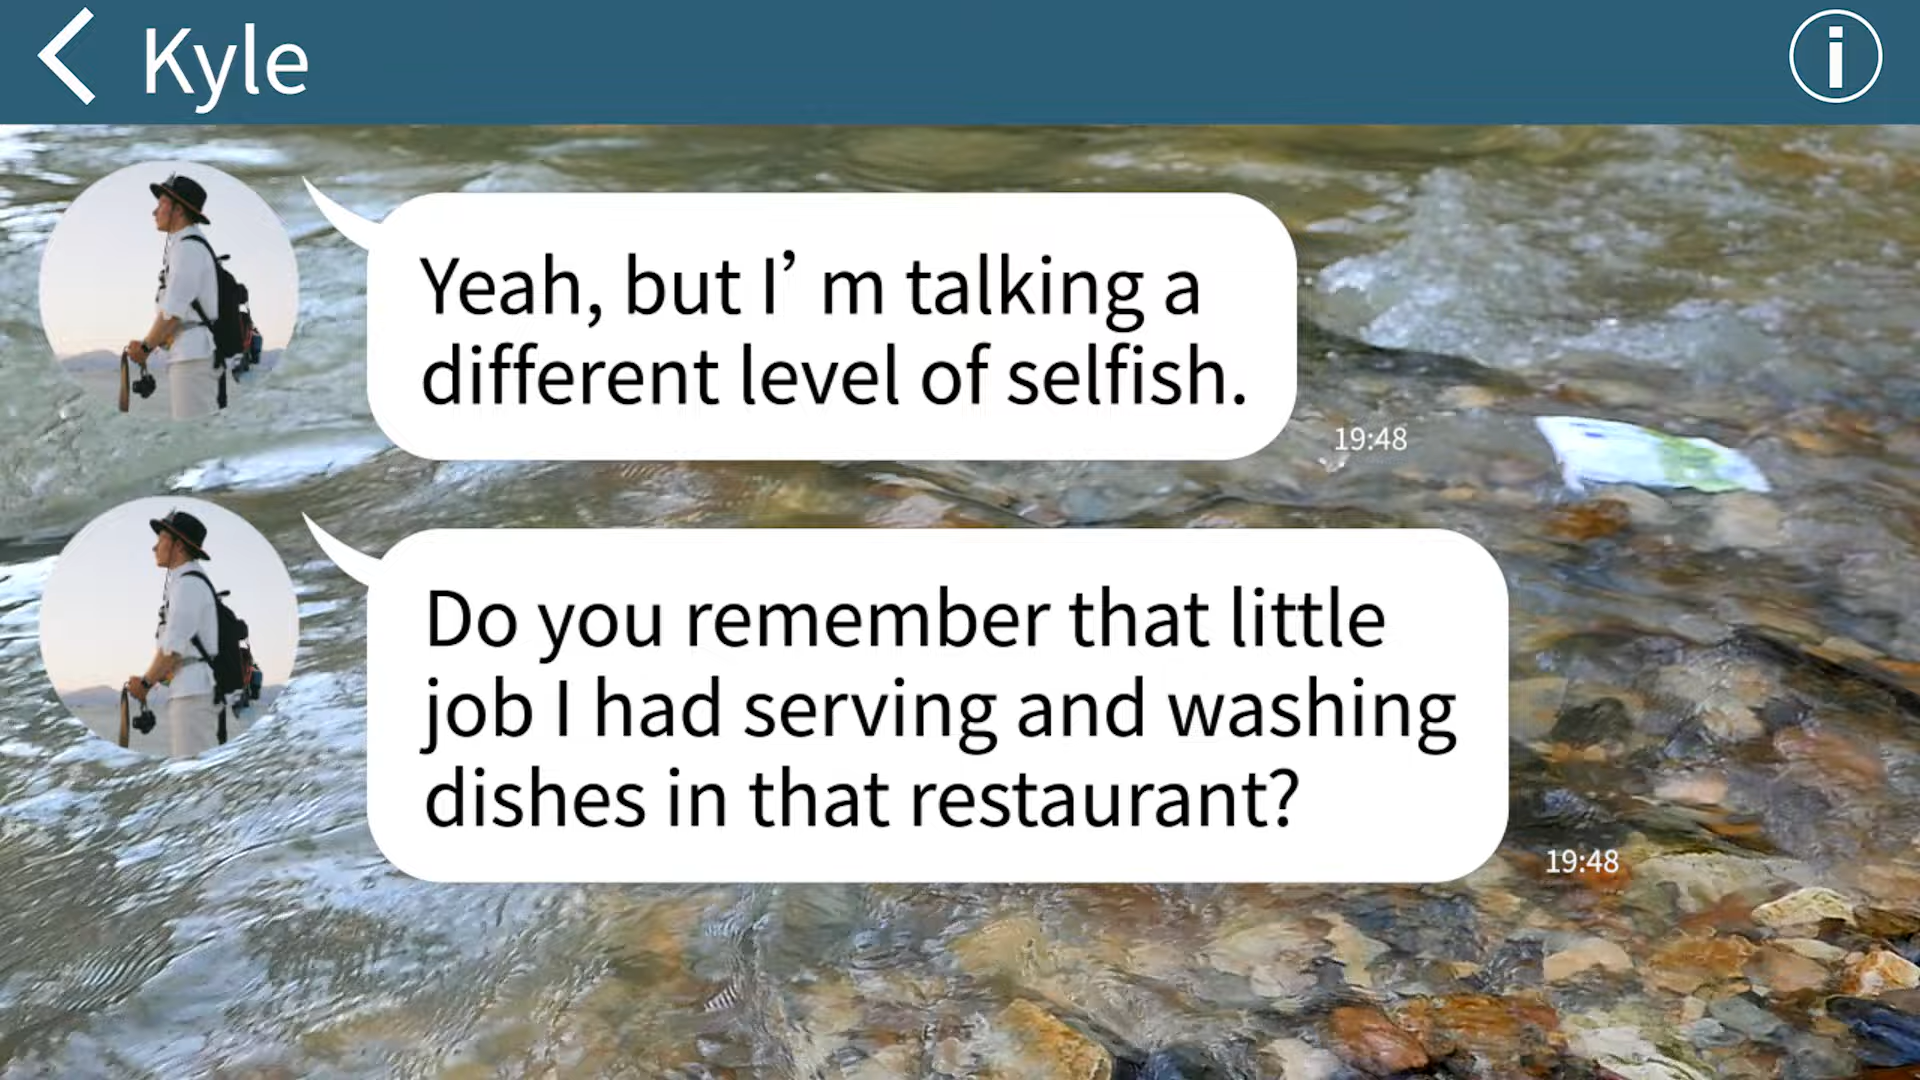 Kyle
Yeah, but I’ m talking a
different level of selfish.
19:48
Do you remember that little
job I had serving and washing
dishes in that restaurant?
19:48